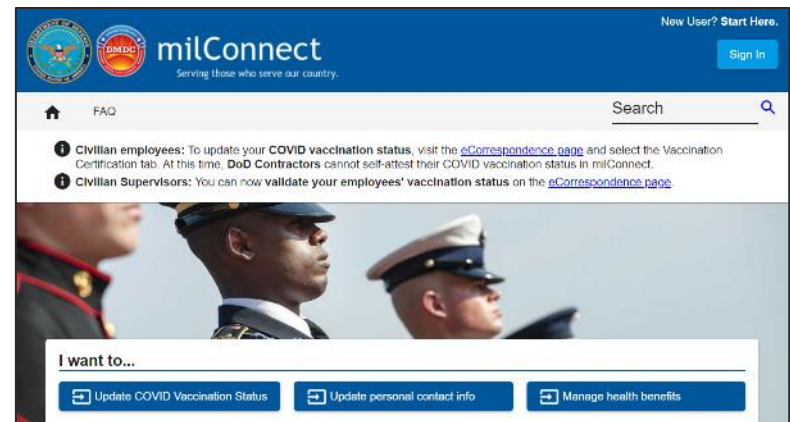 New User? Start Here.
DMDC
milConnect
Serving those who serve our country.
Sign In
FAQ
Search
Civilian employees: To update your COVID vaccination status, visit the eCorrespondence page and select the Vaccination
Certification tab. At this time, DoD Contractors cannot self-attest their COVID vaccination status in milConnect.
Civilian Supervisors: You can now validate your employees' vaccination status on the eCorrespondence page.
I want to...
Update COVID Vaccination Status
Update personal contact info
Manage health benefits